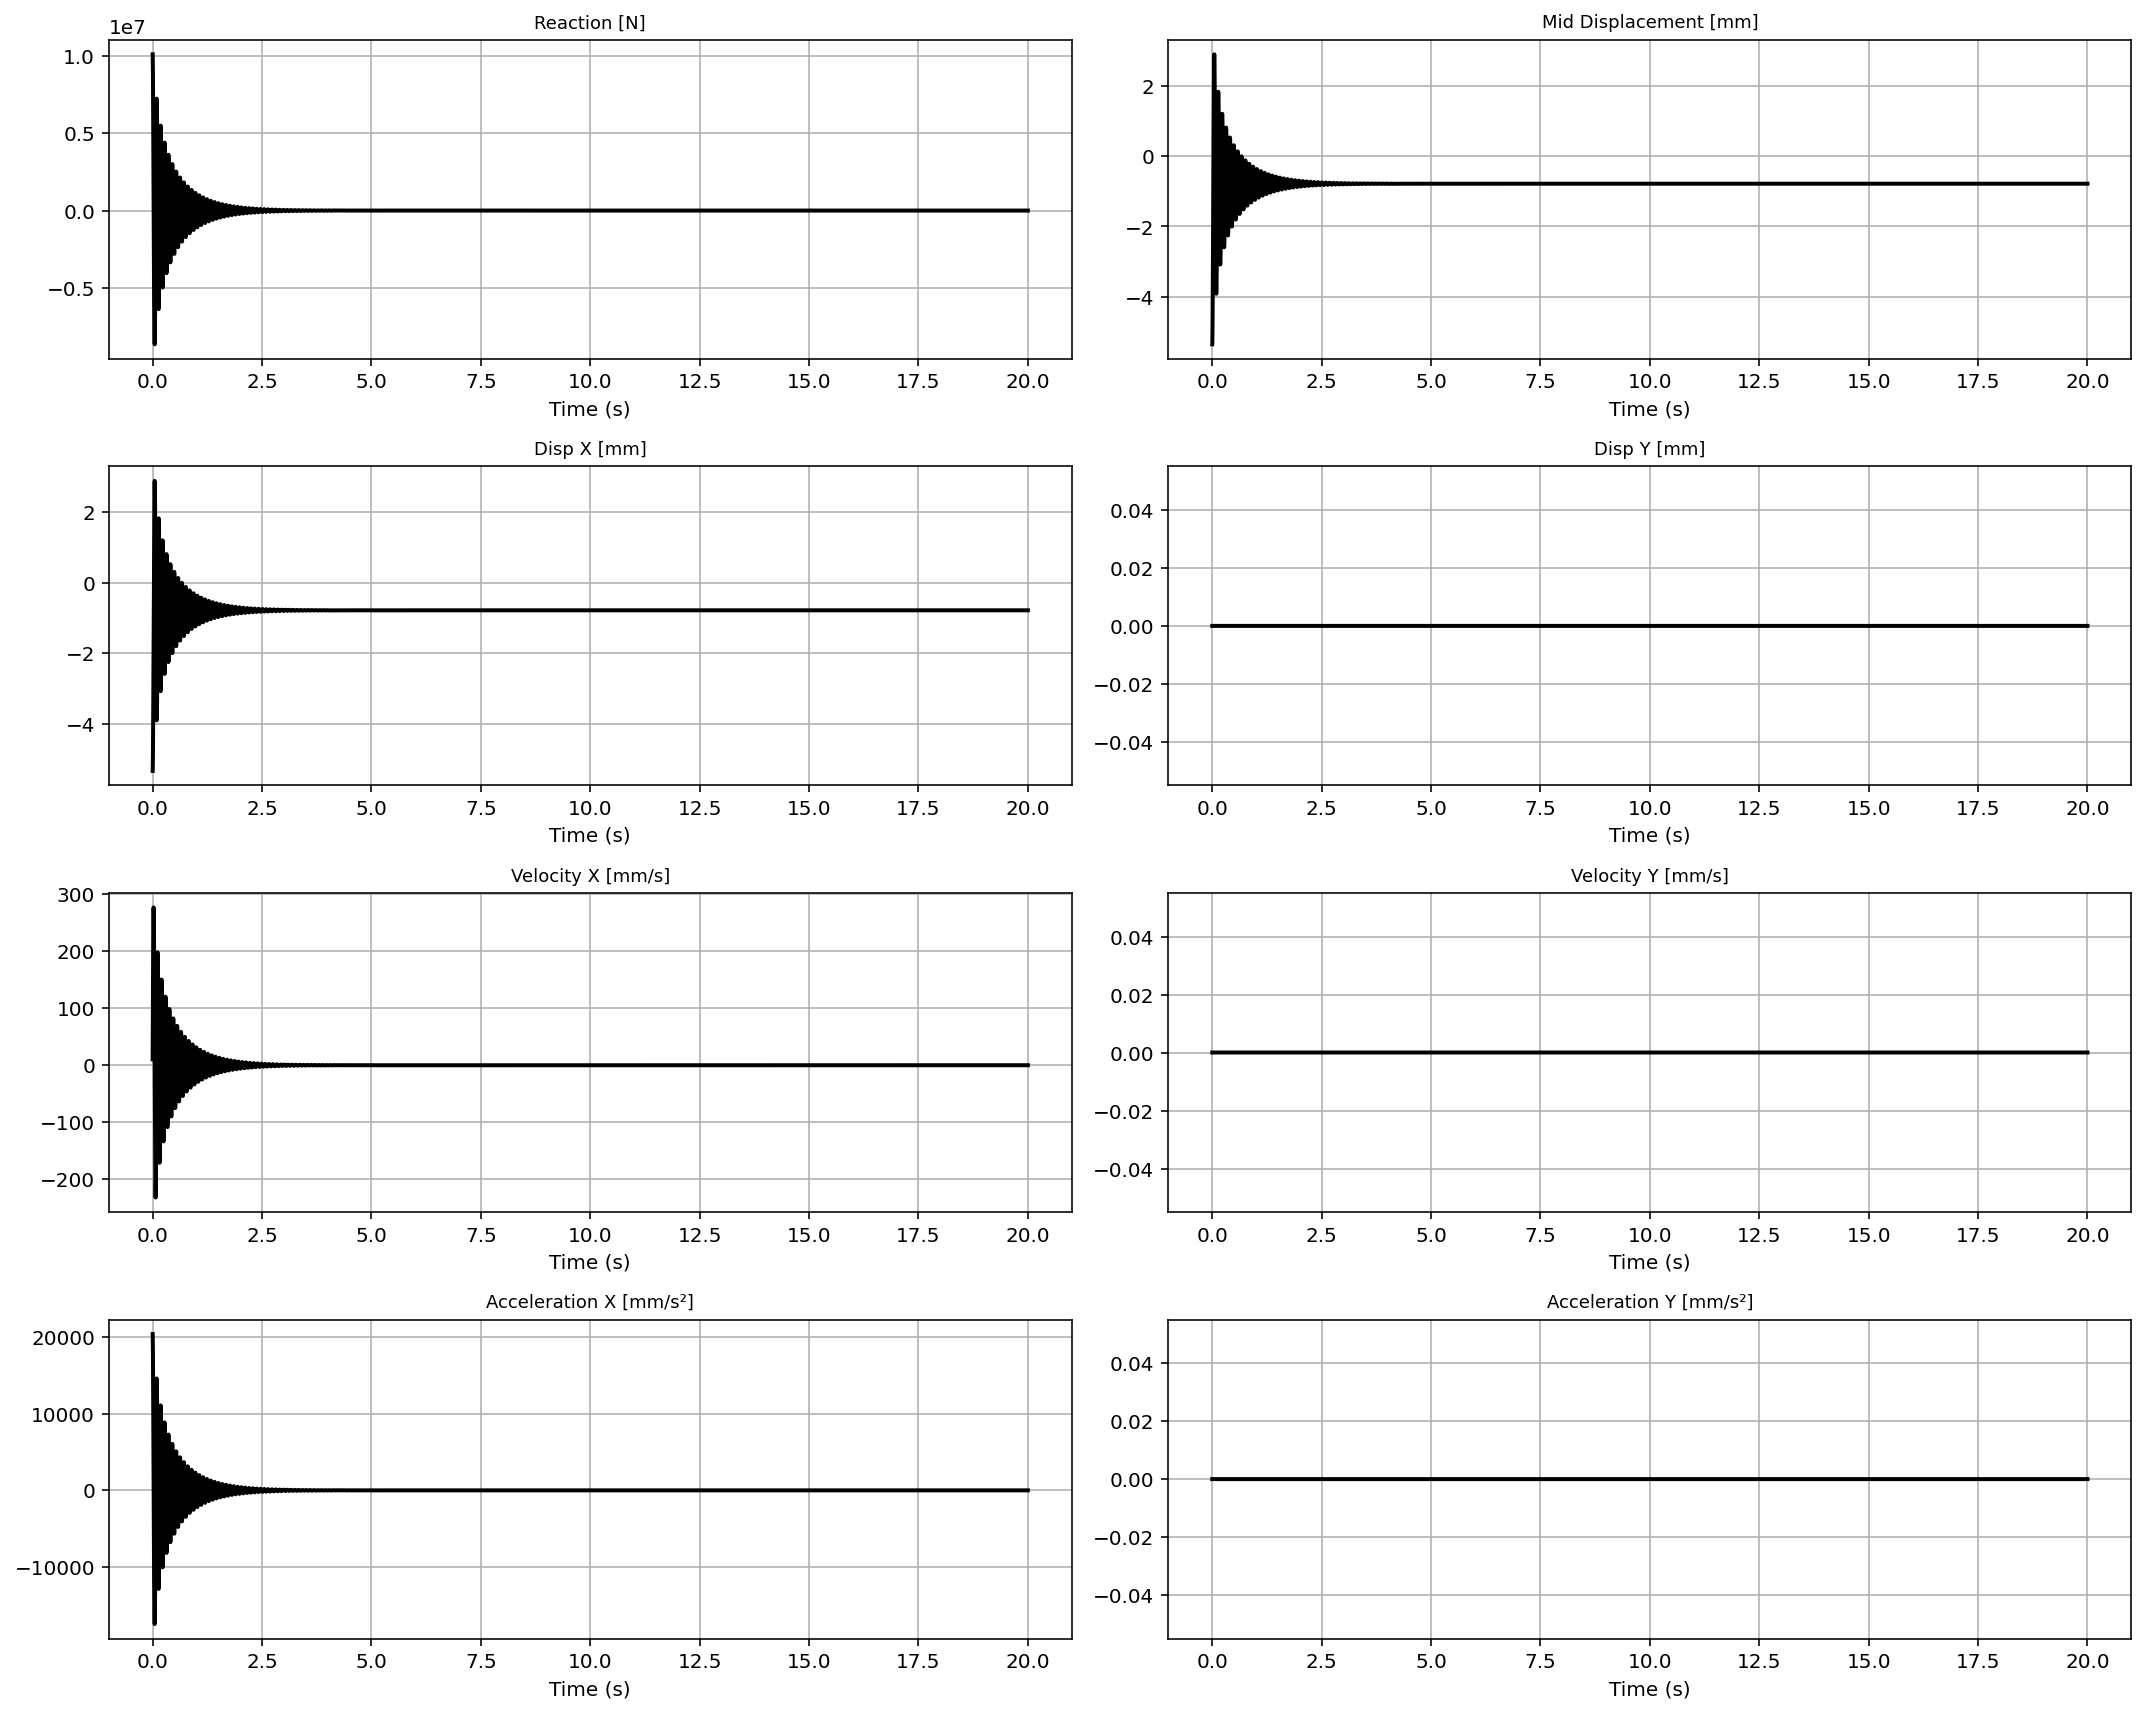 Reaction [N]
1e7
1.0
0.5
0.0
−0.5
0.0 2.5 5.0 7.5 10.0 12.5 15.0 17.5 20.0
Time (s)
Mid Displacement [mm]
2
0
−2
−4
0.0 2.5 5.0 7.5 10.0 12.5 15.0 17.5 20.0
Time (s)
Disp X [mm]
2
0
−2
−4
0.0 2.5 5.0 7.5 10.0 12.5 15.0 17.5 20.0
Time (s)
Disp Y [mm]
0.04
0.02
0.00
−0.02
−0.04
0.0 2.5 5.0 7.5 10.0 12.5 15.0 17.5 20.0
Time (s)
Velocity X [mm/s]
300
200
100
0
−100
−200
0.0 2.5 5.0 7.5 10.0 12.5 15.0 17.5 20.0
Time (s)
Velocity Y [mm/s]
0.04
0.02
0.00
−0.02
−0.04
0.0 2.5 5.0 7.5 10.0 12.5 15.0 17.5 20.0
Time (s)
Acceleration X [mm/s²]
20000
10000
0
−10000
0.0 2.5 5.0 7.5 10.0 12.5 15.0 17.5 20.0
Time (s)
Acceleration Y [mm/s²]
0.04
0.02
0.00
−0.02
−0.04
0.0 2.5 5.0 7.5 10.0 12.5 15.0 17.5 20.0
Time (s)